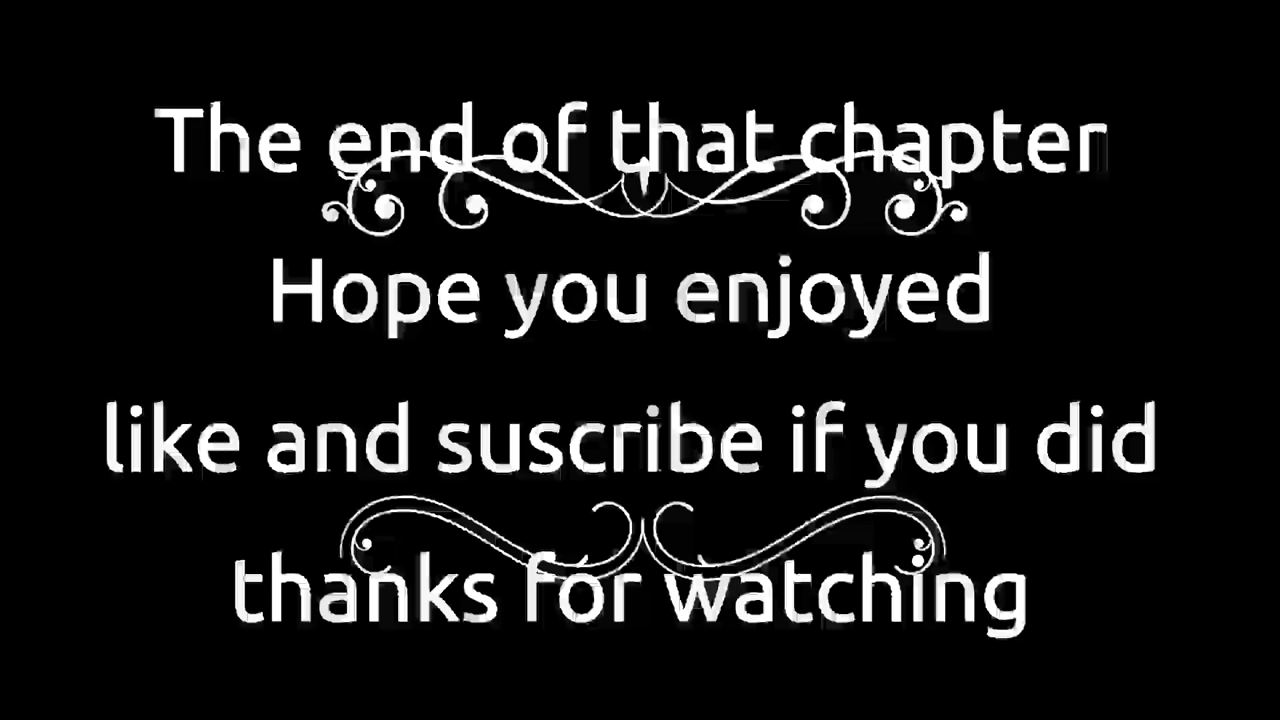 The end of that chapter
Hope you enjoyed
like and suscribe if you did
thanks for watching